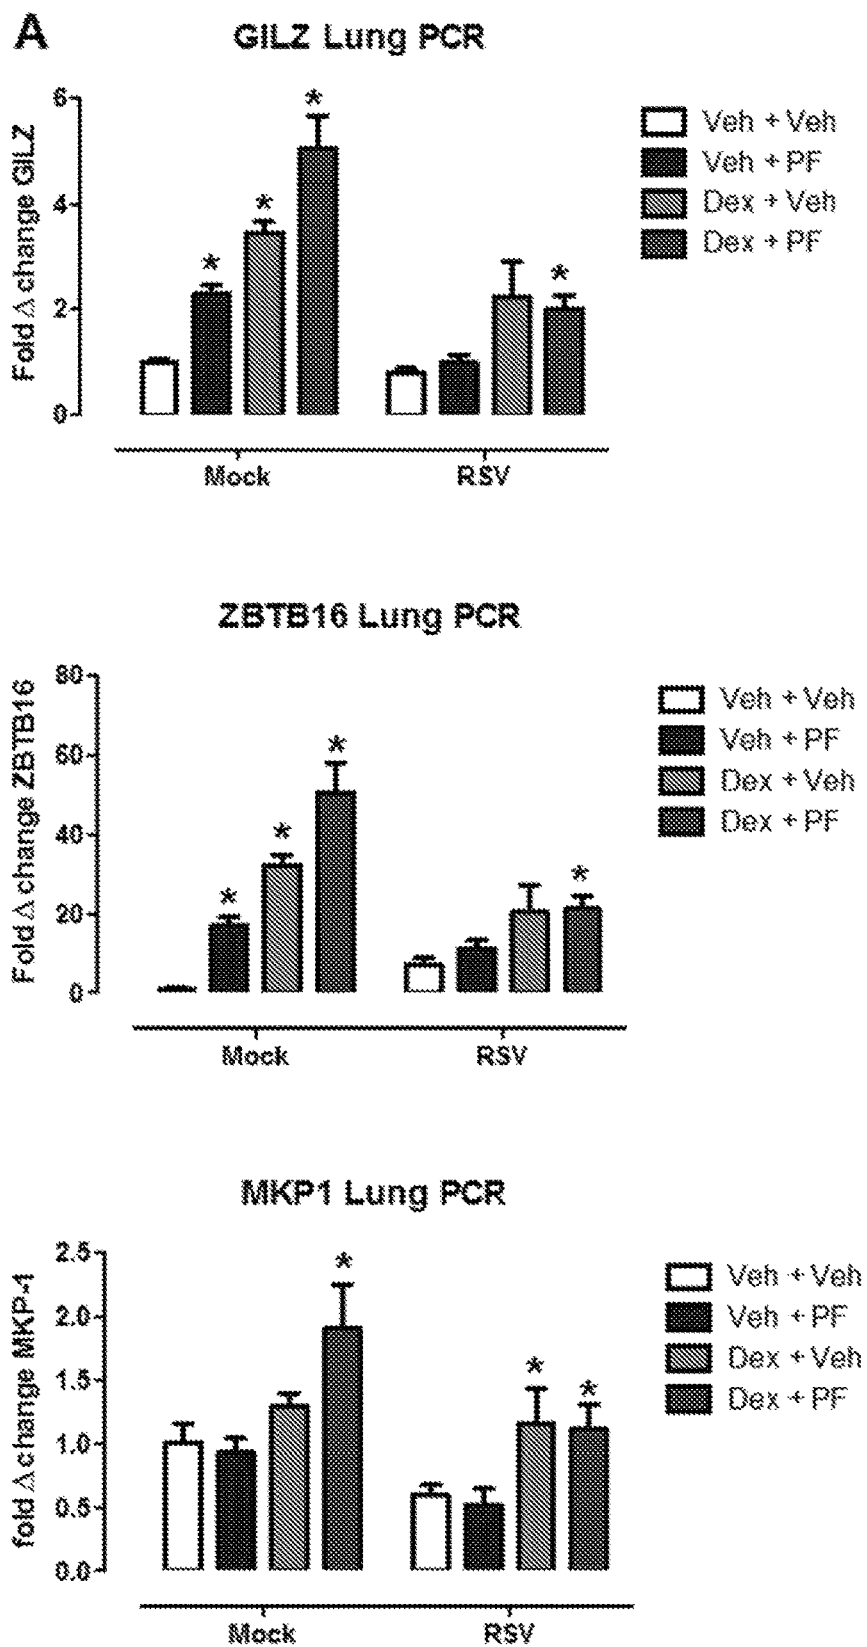 A
GILZ Lung PCR
Fold Δ change GILZ
6
4
2
0
*
*
*
*
Mock
RSV
Veh + Veh
Veh + PF
Dex + Veh
Dex + PF
ZBTB16 Lung PCR
Fold Δ change ZBTB16
80
60
40
20
0
*
*
*
*
Mock
RSV
Veh + Veh
Veh + PF
Dex + Veh
Dex + PF
MKP1 Lung PCR
fold Δ change MKP-1
2.5
2.0
1.5
1.0
0.5
0.0
*
*
*
Mock
RSV
Veh + Veh
Veh + PF
Dex + Veh
Dex + PF